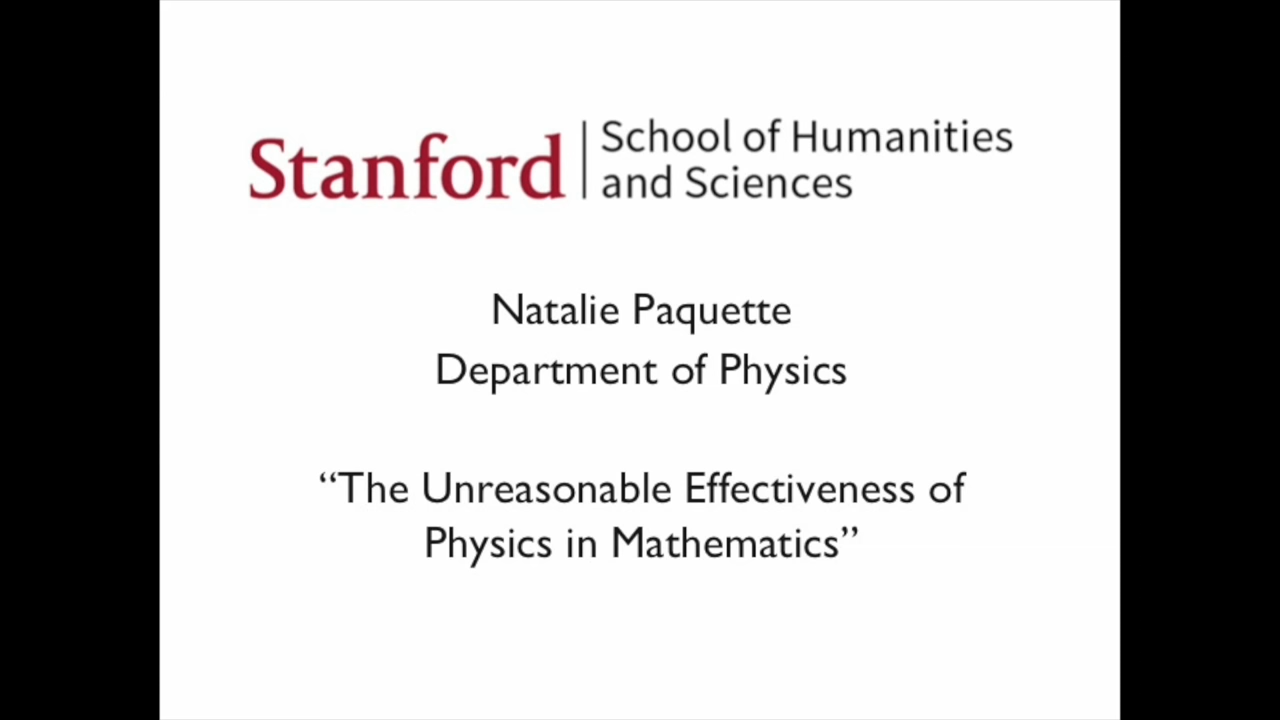 Stanford
School of Humanities
and Sciences
Natalie Paquette
Department of Physics
“The Unreasonable Effectiveness of
Physics in Mathematics”